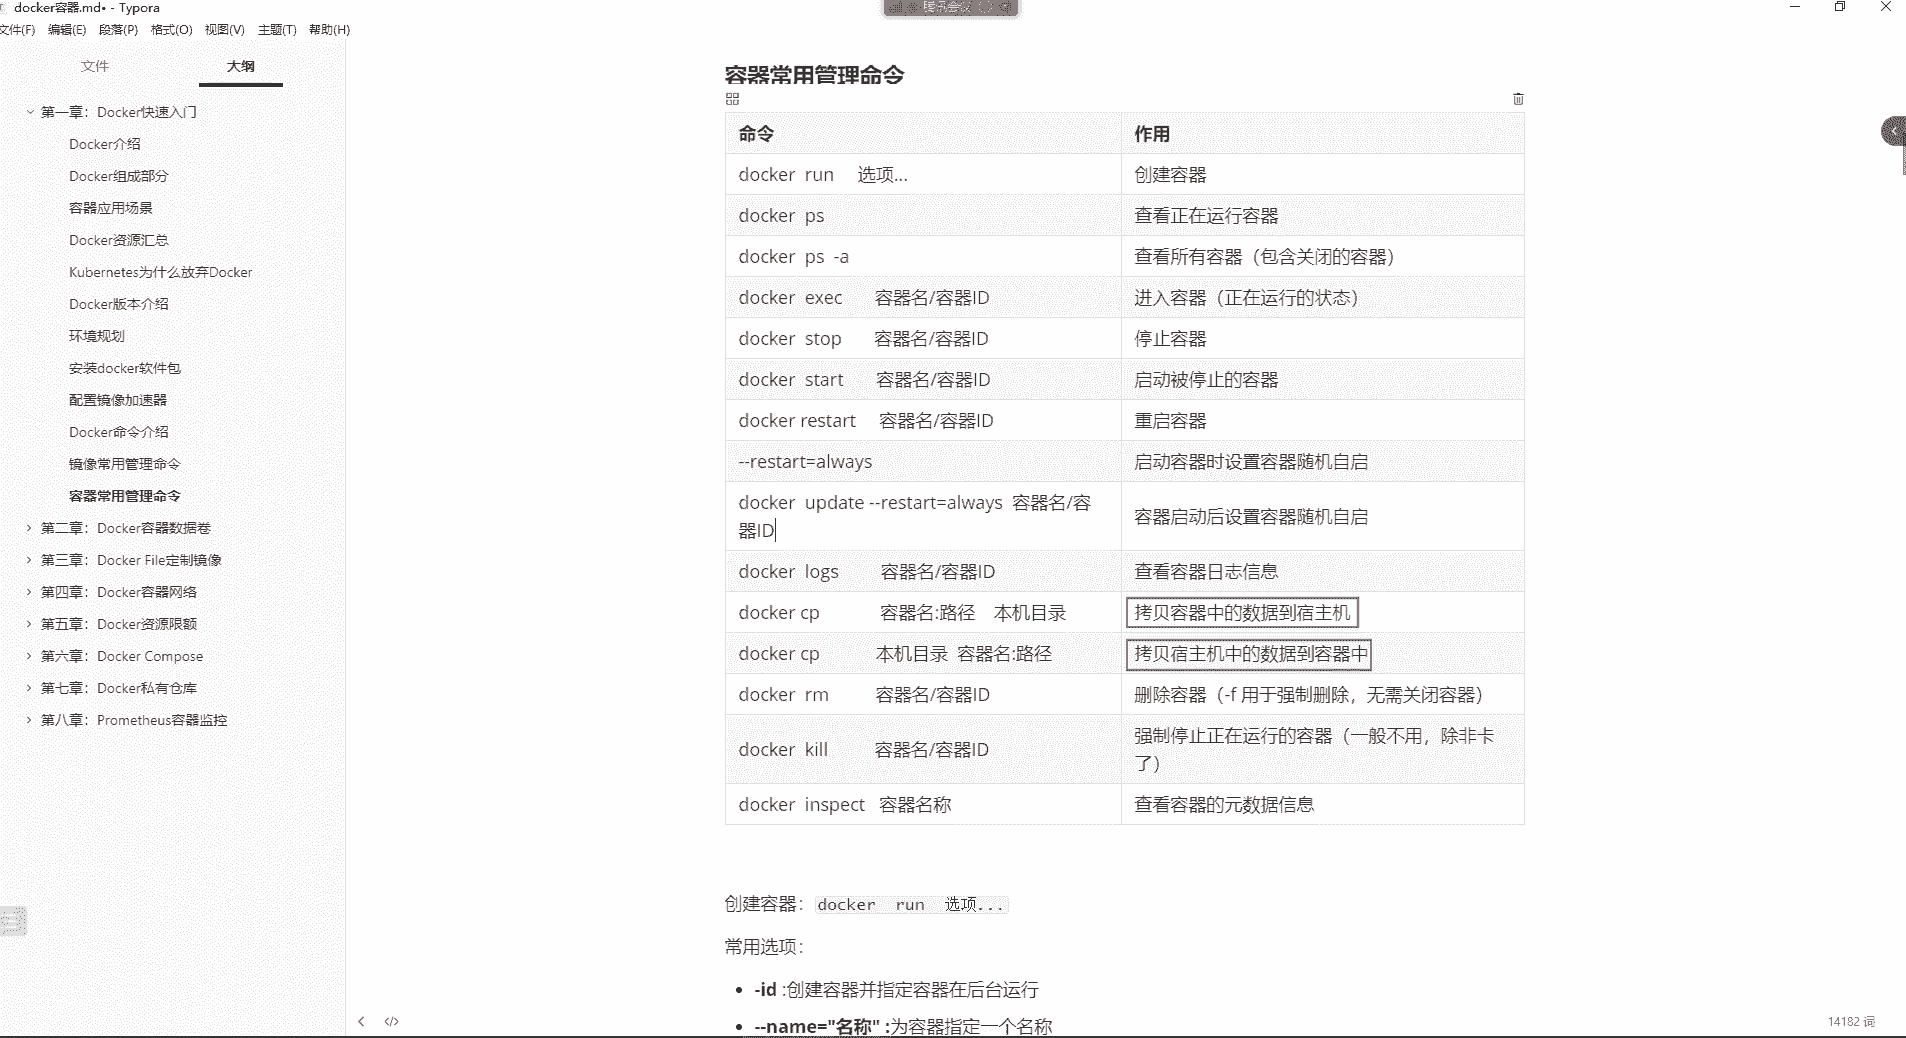 docker容器.md• - Typora
腾讯会议
文件(F) 编辑(E) 段落(P) 格式(O) 视图(V) 主题(T) 帮助(H)
文件 大纲
第一章：Docker快速入门
Docker介绍
Docker组成部分
容器应用场景
Docker资源汇总
Kubernetes为什么放弃Docker
Docker版本介绍
环境规划
安装docker软件包
配置镜像加速器
Docker命令介绍
镜像常用管理命令
容器常用管理命令
第二章：Docker容器数据卷
第三章：Docker File定制镜像
第四章：Docker容器网络
第五章：Docker资源限额
第六章：Docker Compose
第七章：Docker私有仓库
第八章：Prometheus容器监控
容器常用管理命令
命令 作用
docker run 选项... 创建容器
docker ps 查看正在运行容器
docker ps -a 查看所有容器（包含关闭的容器）
docker exec 容器名/容器ID 进入容器（正在运行的状态）
docker stop 容器名/容器ID 停止容器
docker start 容器名/容器ID 启动被停止的容器
docker restart 容器名/容器ID 重启容器
--restart=always 启动容器时设置容器随机自启
docker update --restart=always 容器名/容
器ID 容器启动后设置容器随机自启
docker logs 容器名/容器ID 查看容器日志信息
docker cp 容器名:路径 本机目录 拷贝容器中的数据到宿主机
docker cp 本机目录 容器名:路径 拷贝宿主机中的数据到容器中
docker rm 容器名/容器ID 删除容器（-f 用于强制删除，无需关闭容器）
docker kill 容器名/容器ID 强制停止正在运行的容器（一般不用，除非卡
了）
docker inspect 容器名称 查看容器的元数据信息
创建容器：docker run 选项...
常用选项：
• -id :创建容器并指定容器在后台运行
• --name="名称" :为容器指定一个名称
14182 词